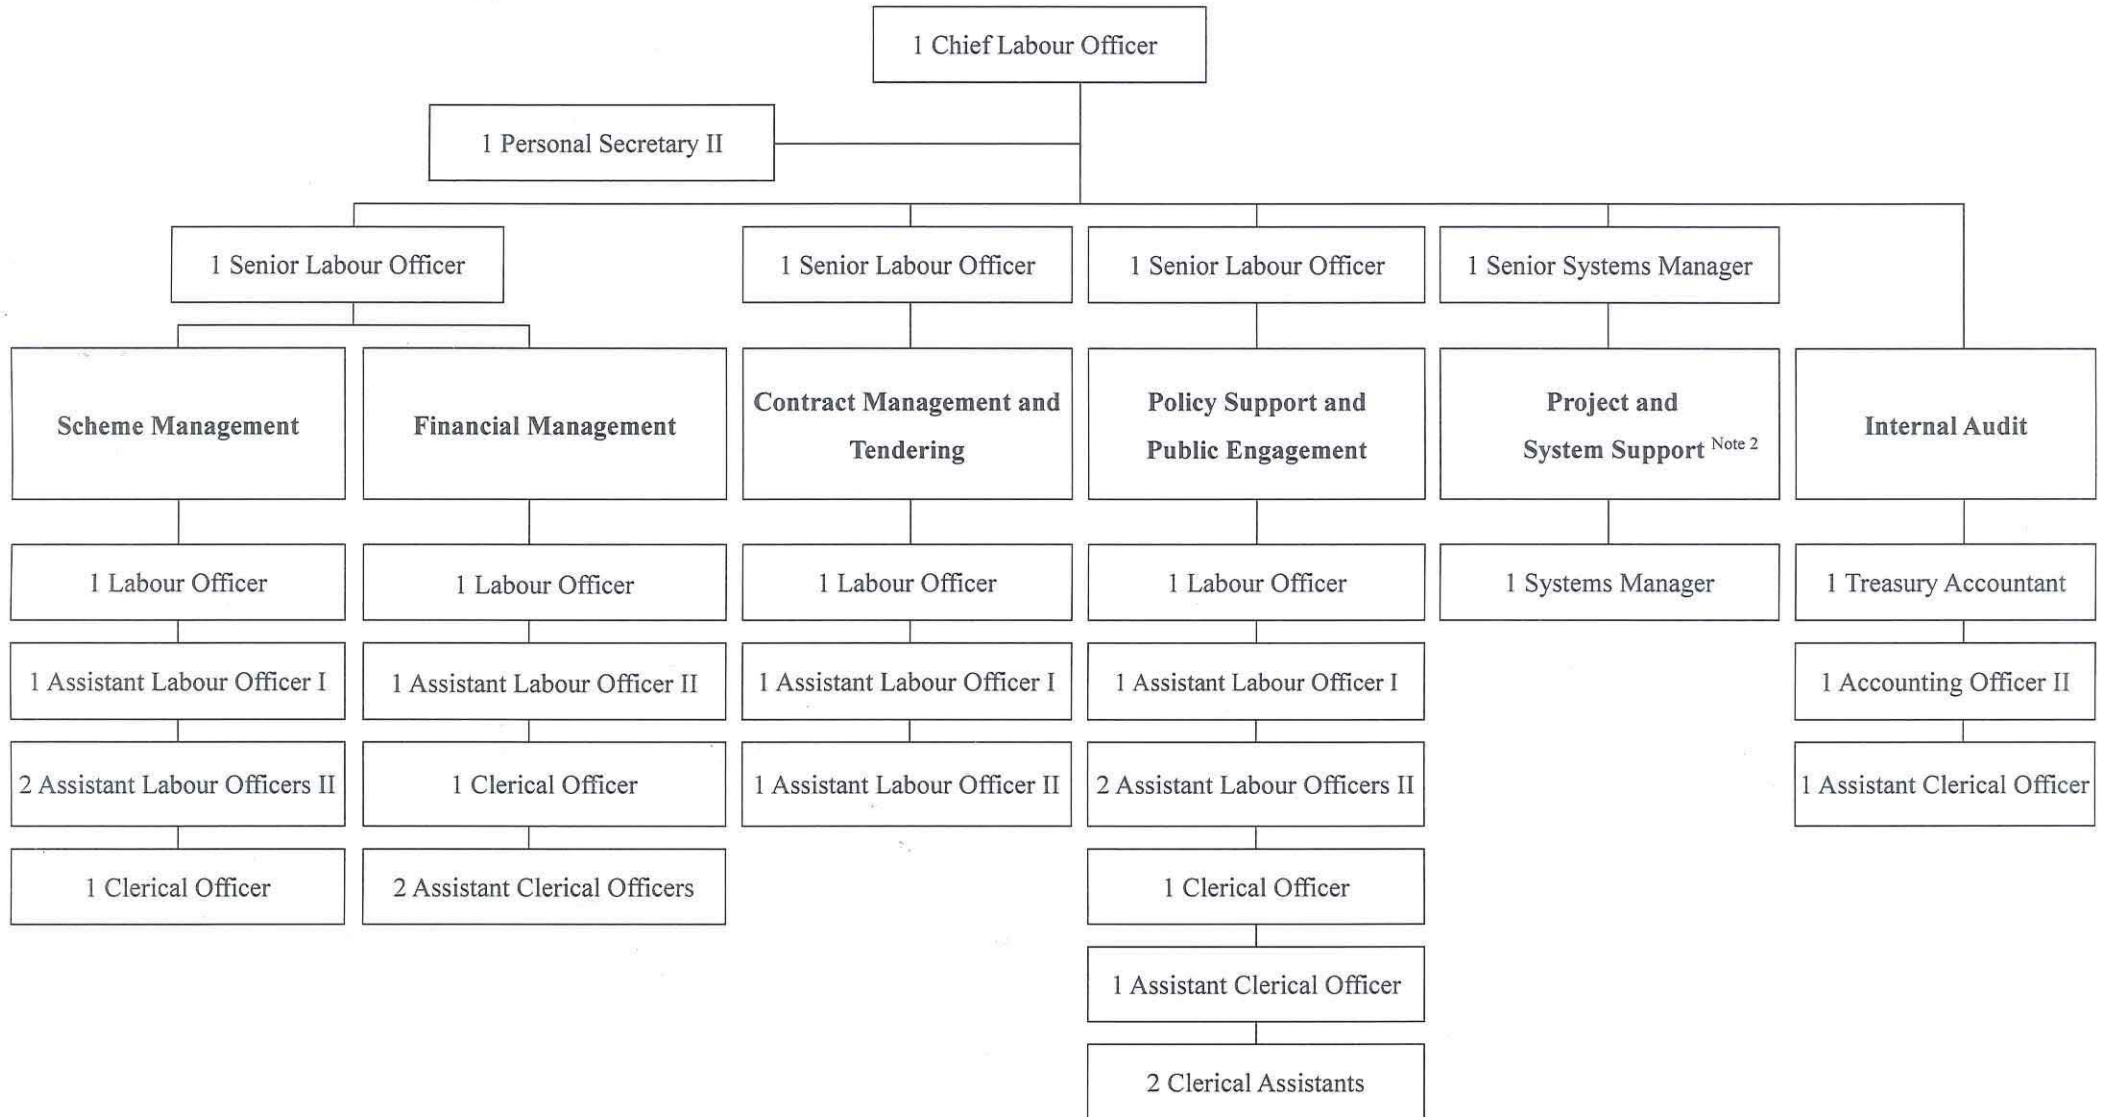 1 Chief Labour Officer
1 Personal Secretary II
1 Senior Labour Officer
1 Senior Labour Officer
1 Senior Labour Officer
1 Senior Systems Manager
Scheme Management
Financial Management
Contract Management and
Tendering
Policy Support and
Public Engagement
Project and
System Support Note 2
Internal Audit
1 Labour Officer
1 Labour Officer
1 Labour Officer
1 Labour Officer
1 Systems Manager
1 Treasury Accountant
1 Assistant Labour Officer I
1 Assistant Labour Officer II
1 Assistant Labour Officer I
1 Assistant Labour Officer I
1 Accounting Officer II
2 Assistant Labour Officers II
1 Clerical Officer
1 Assistant Labour Officer II
2 Assistant Labour Officers II
1 Assistant Clerical Officer
1 Clerical Officer
2 Assistant Clerical Officers
1 Clerical Officer
1 Assistant Clerical Officer
2 Clerical Assistants